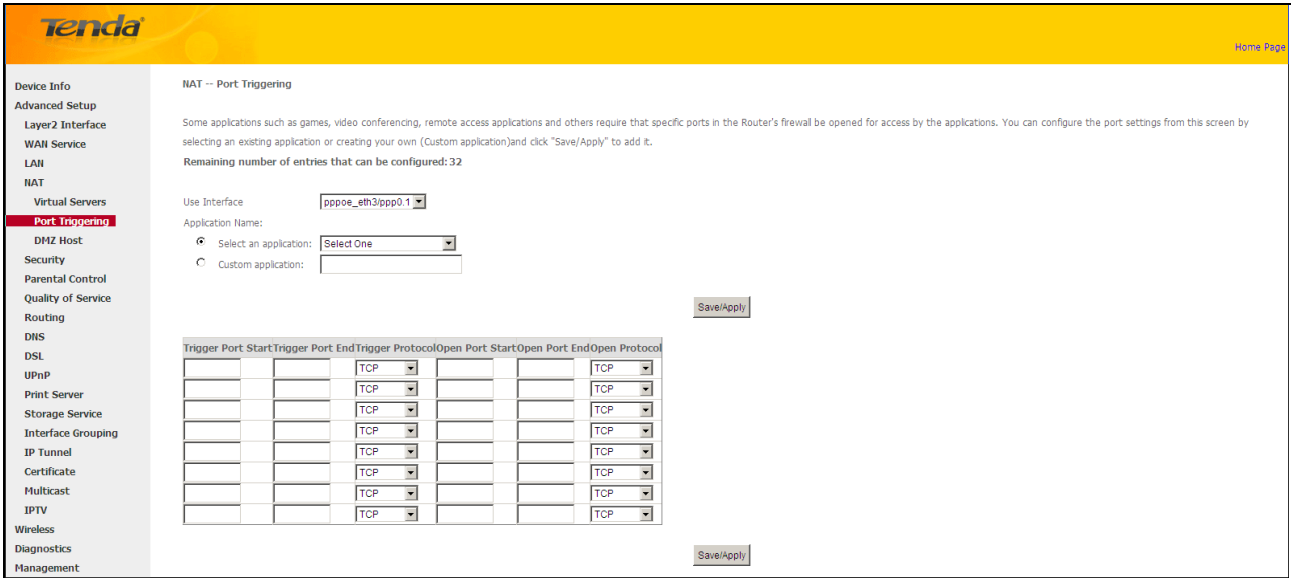 Tenda
Home Page
Device Info
Advanced Setup
Layer2 Interface
WAN Service
LAN
NAT
Virtual Servers
Port Triggering
DMZ Host
Security
Parental Control
Quality of Service
Routing
DNS
DSL
UPnP
Print Server
Storage Service
Interface Grouping
IP Tunnel
Certificate
Multicast
IPTV
Wireless
Diagnostics
Management
NAT -- Port Triggering
Some applications such as games, video conferencing, remote access applications and others require that specific ports in the Router's firewall be opened for access by the applications. You can configure the port settings from this screen by
selecting an existing application or creating your own (Custom application)and click "Save/Apply" to add it.
Remaining number of entries that can be configured: 32
Use Interface pppoe_eth3/ppp0.1
Application Name:
Select an application: Select One
Custom application:
Save/Apply
Trigger Port Start Trigger Port End Trigger Protocol Open Port Start Open Port End Open Protocol
TCP TCP
TCP TCP
TCP TCP
TCP TCP
TCP TCP
TCP TCP
TCP TCP
TCP TCP
Save/Apply